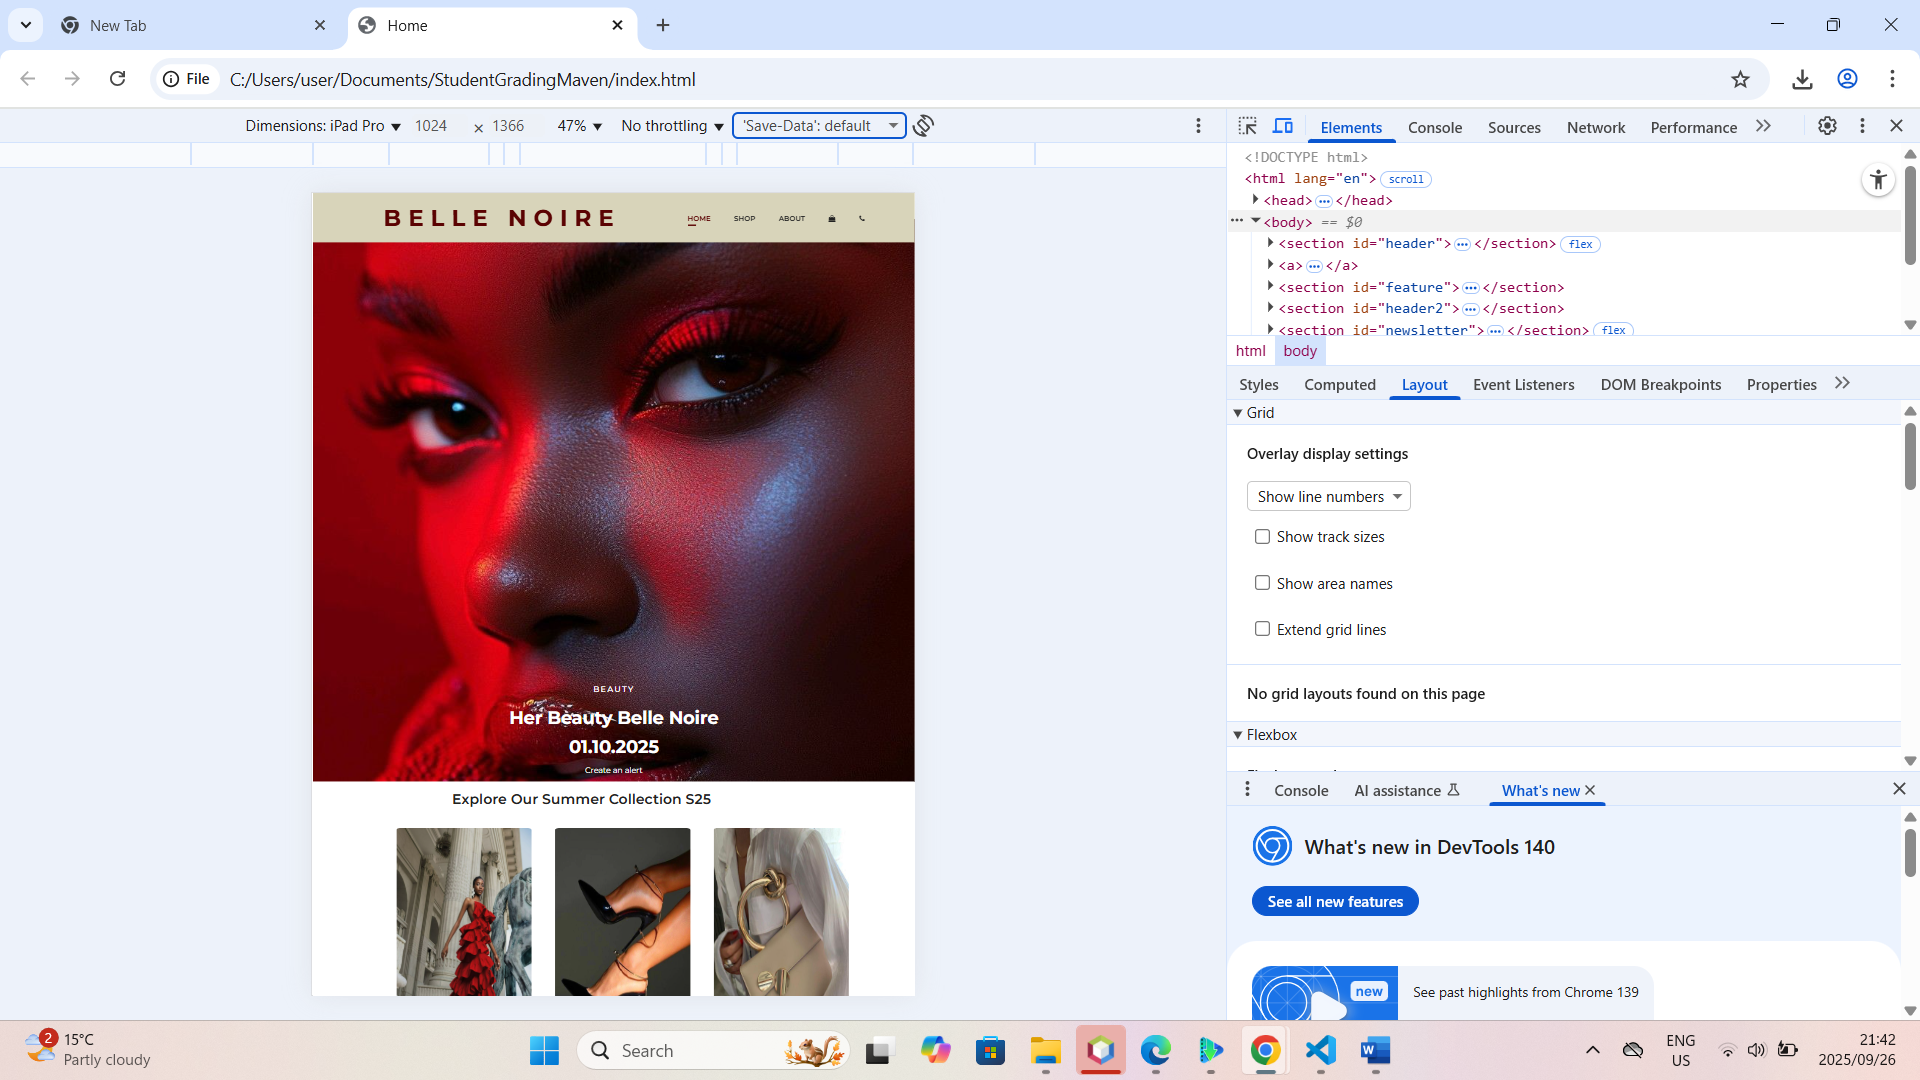 New Tab
Home
File
C:/Users/user/Documents/StudentGradingMaven/index.html
Dimensions: iPad Pro 1024 × 1366 47% No throttling 'Save-Data': default
Elements Console Sources Network Performance
<!DOCTYPE html>
<html lang="en"> scroll
<head> ••• </head>
••• <body> == $0
<section id="header"> ••• </section> flex
<a> ••• </a>
<section id="feature"> ••• </section>
<section id="header2"> ••• </section>
<section id="newsletter"> ••• </section> flex
html body
Styles Computed Layout Event Listeners DOM Breakpoints Properties
Grid
Overlay display settings
Show line numbers
Show track sizes
Show area names
Extend grid lines
No grid layouts found on this page
Flexbox
Console AI assistance What's new
What's new in DevTools 140
See all new features
new
See past highlights from Chrome 139
BELLE NOIRE
HOME SHOP ABOUT
BEAUTY
Her Beauty Belle Noire
01.10.2025
Create an alert
Explore Our Summer Collection S25
2
15°C
Partly cloudy
Search
ENG
US
21:42
2025/09/26